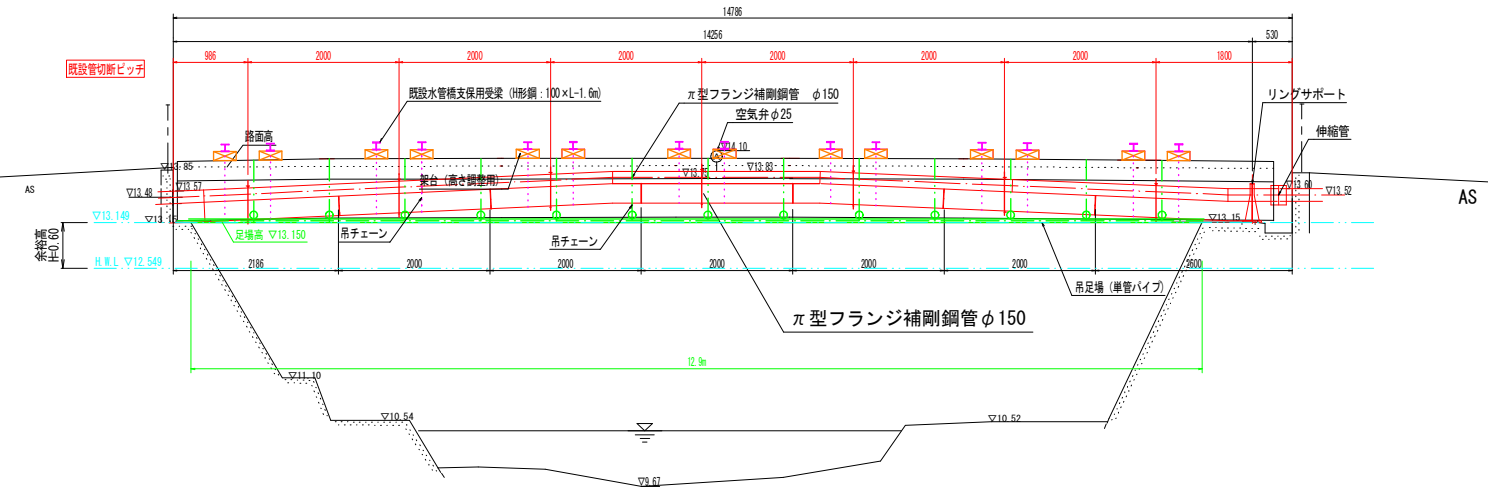 14786
14256
530
986
2000
2000
2000
2000
2000
2000
1800
既設管切断ピッチ
既設水管橋支保用受梁 (H形鋼：100×L-1.6m)
π型フランジ補剛鋼管 φ150
空気弁φ25
リングサポート
伸縮管
路面高
▽14.10
▽13.85
▽13.83
▽13.75
架台 (高さ調整用)
AS
▽13.57
▽13.48
▽13.60
▽13.52
AS
▽13.149
▽13.15
▽13.15
足場高 ▽13.150
吊チェーン
吊チェーン
余裕高
H=0.60
H.W.L ▽12.549
2186
2000
2000
2000
2000
2000
2600
吊足場 (単管パイプ)
π型フランジ補剛鋼管φ150
12.9m
▽11.10
▽10.54
▽10.52
▽9.67